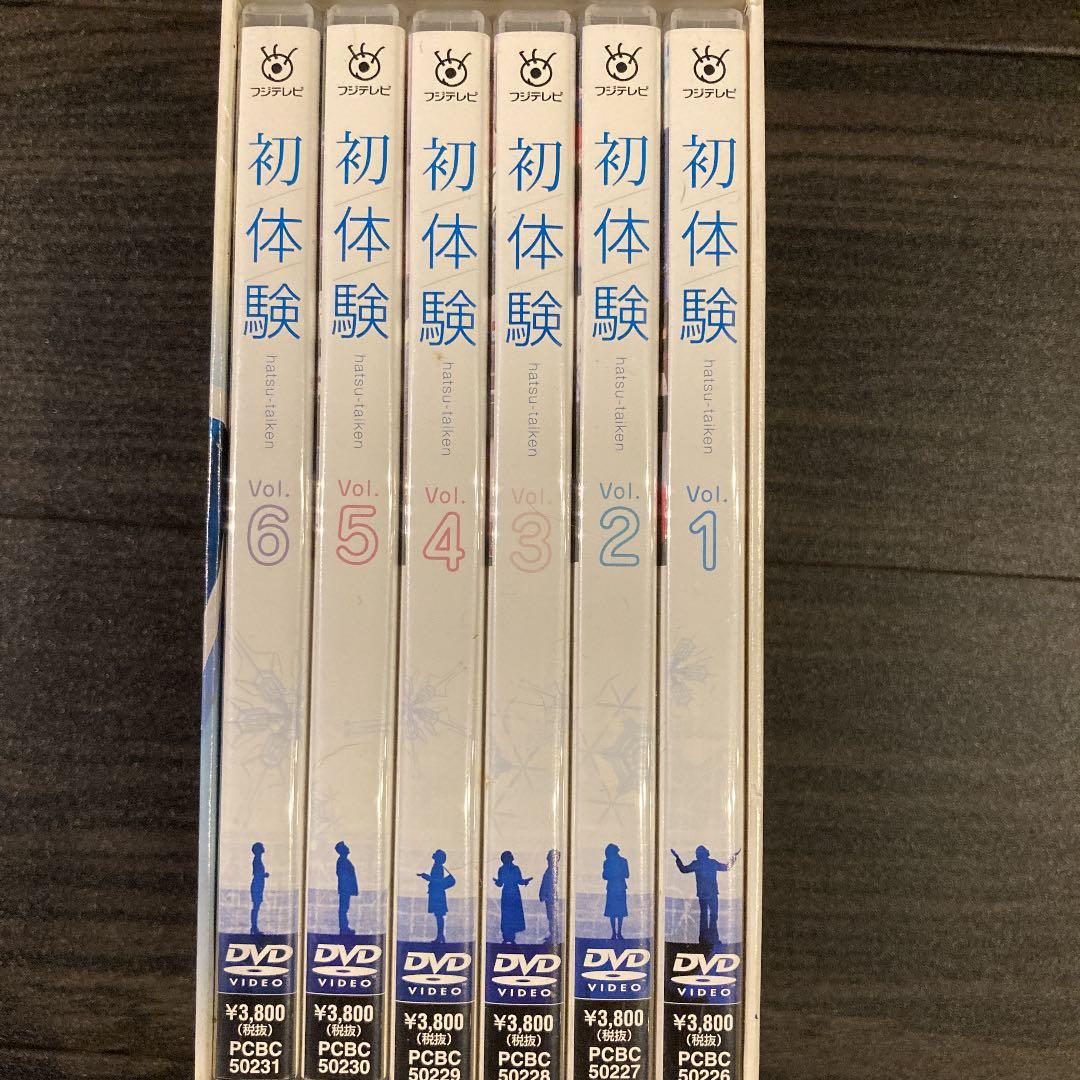 フジテレビ
初体験
hatsu-taiken
Vol.
6
DVD
VIDEO
¥3,800
(税抜)
PCBC
50231
フジテレビ
初体験
hatsu-taiken
Vol.
5
DVD
VIDEO
¥3,800
(税抜)
PCBC
50230
フジテレビ
初体験
hatsu-taiken
Vol.
4
DVD
VIDEO
¥3,800
(税抜)
PCBC
50229
フジテレビ
初体験
hatsu-taiken
Vol.
3
DVD
VIDEO
¥3,800
(税抜)
PCBC
50228
フジテレビ
初体験
hatsu-taiken
Vol.
2
DVD
VIDEO
¥3,800
(税抜)
PCBC
50227
フジテレビ
初体験
hatsu-taiken
Vol.
1
DVD
VIDEO
¥3,800
(税抜)
PCBC
50226